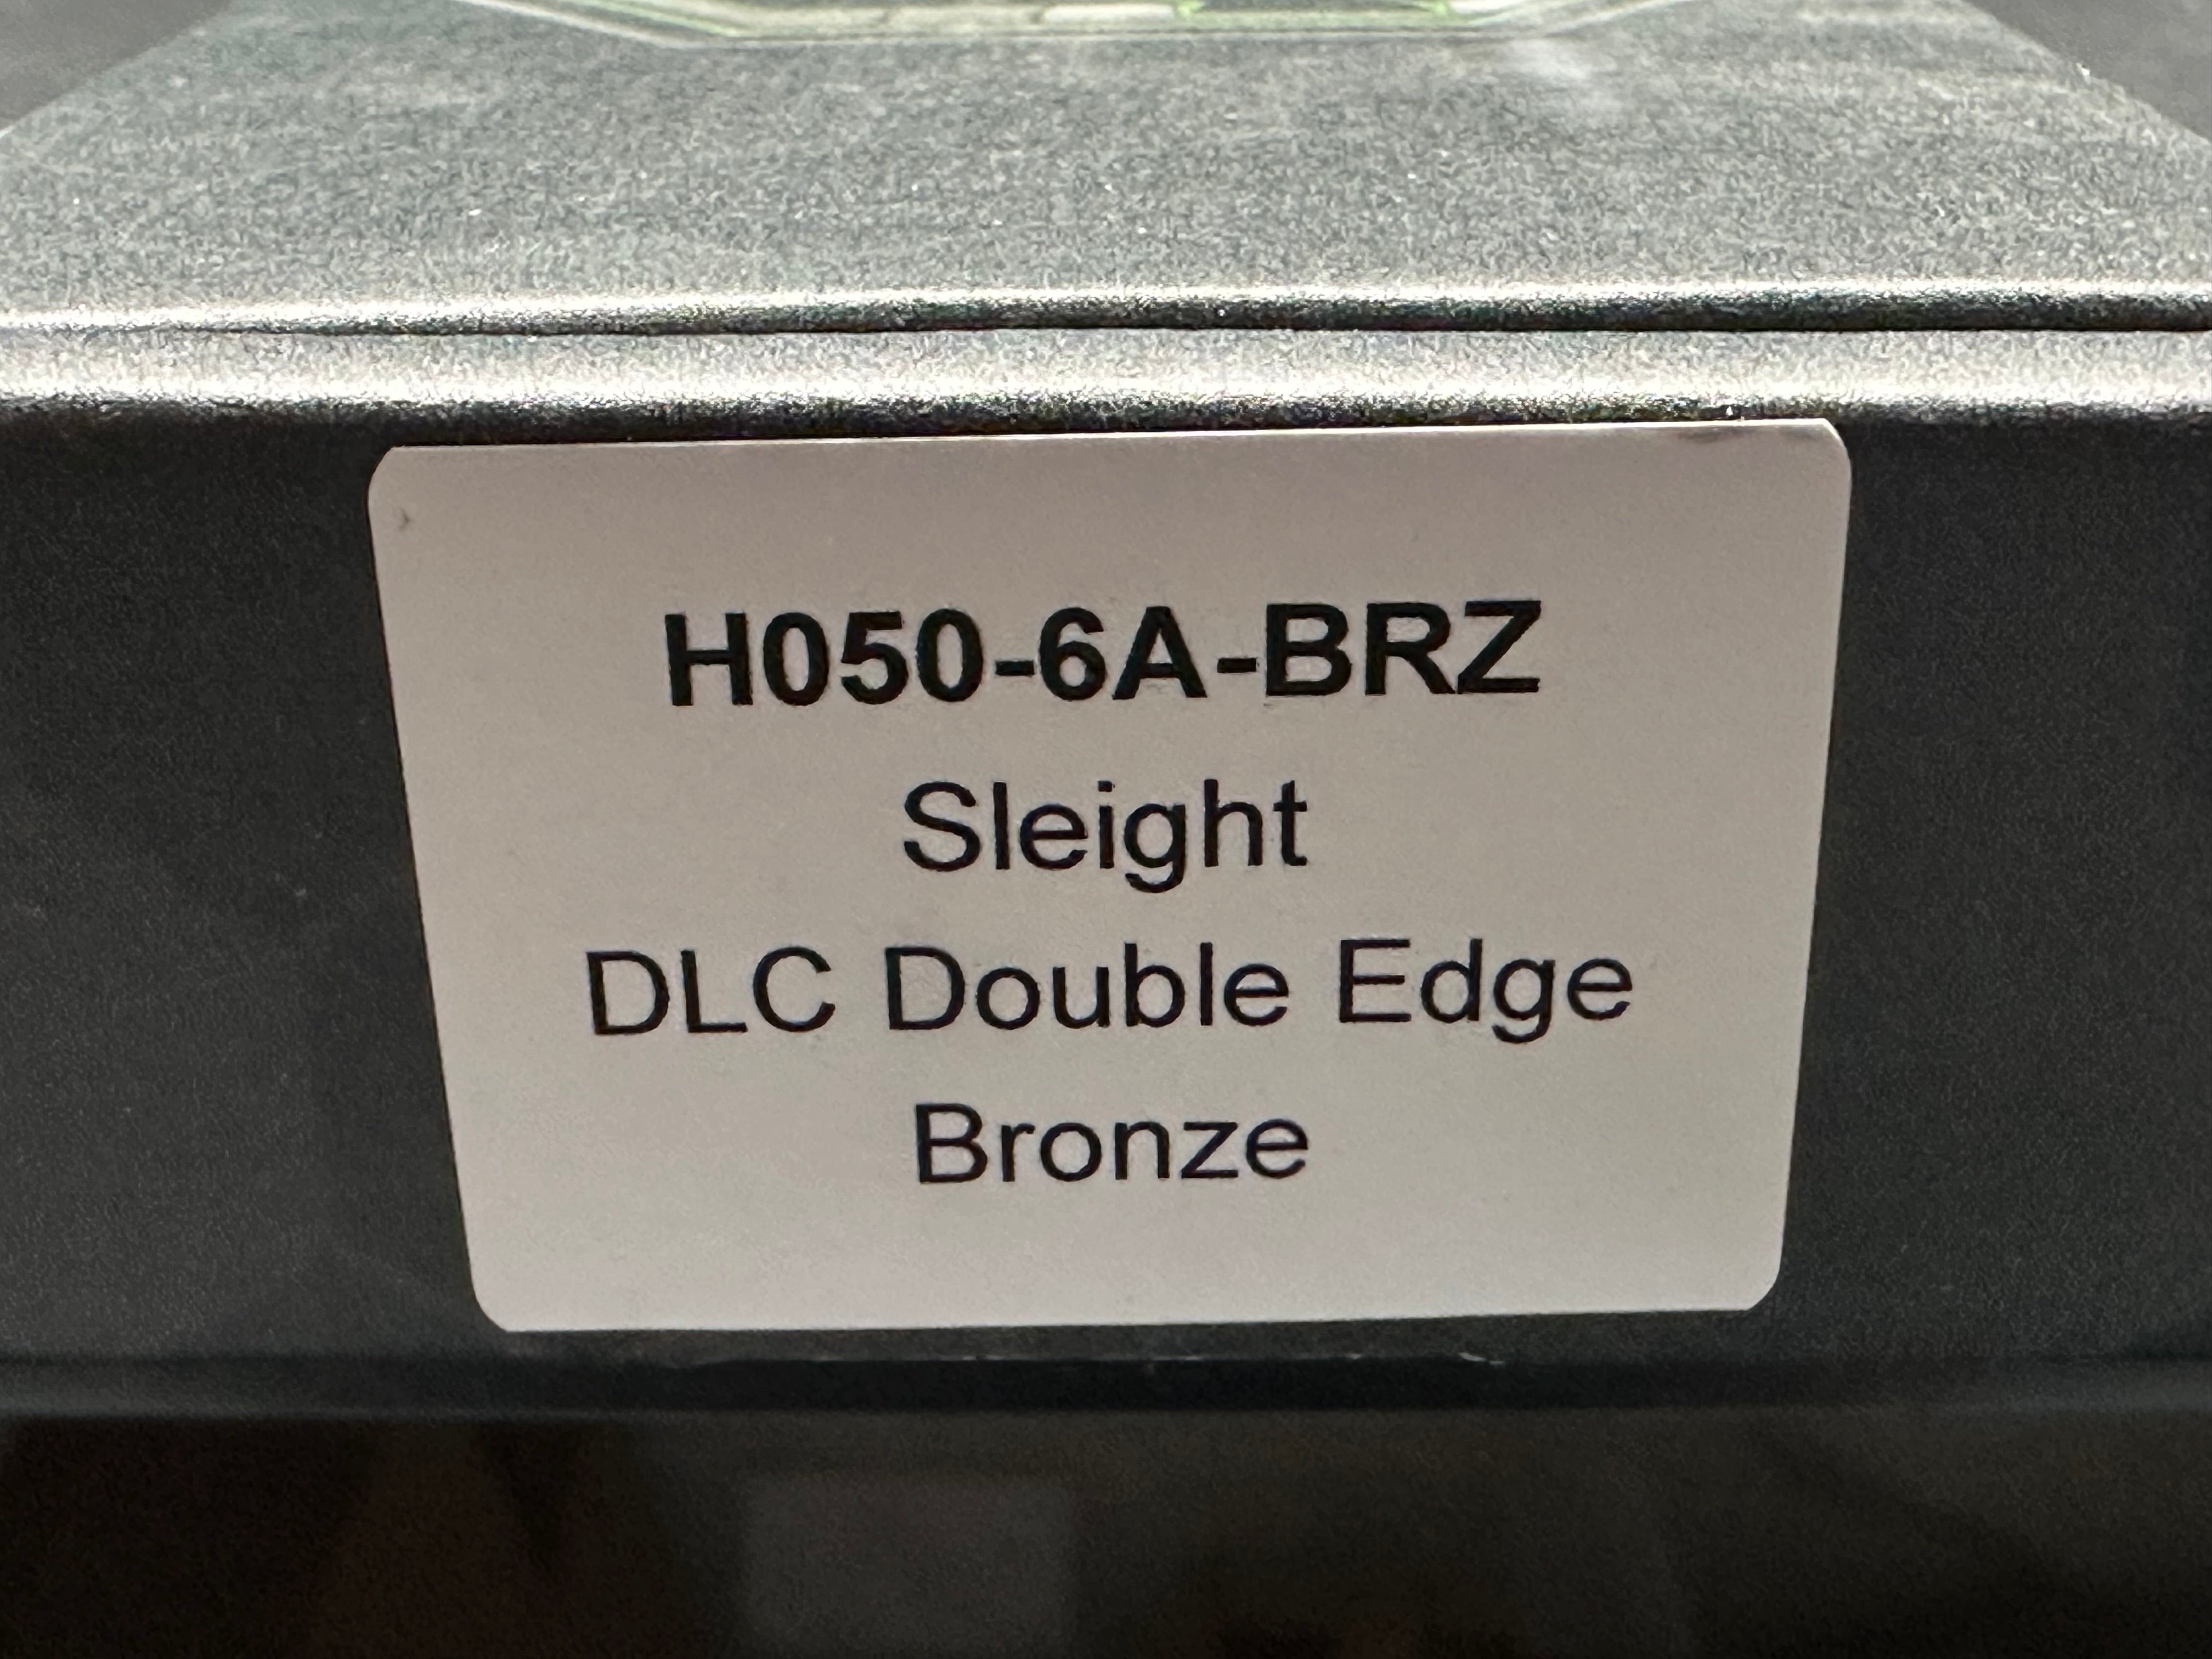 H050-6A-BRZ
Sleight
DLC Double Edge
Bronze